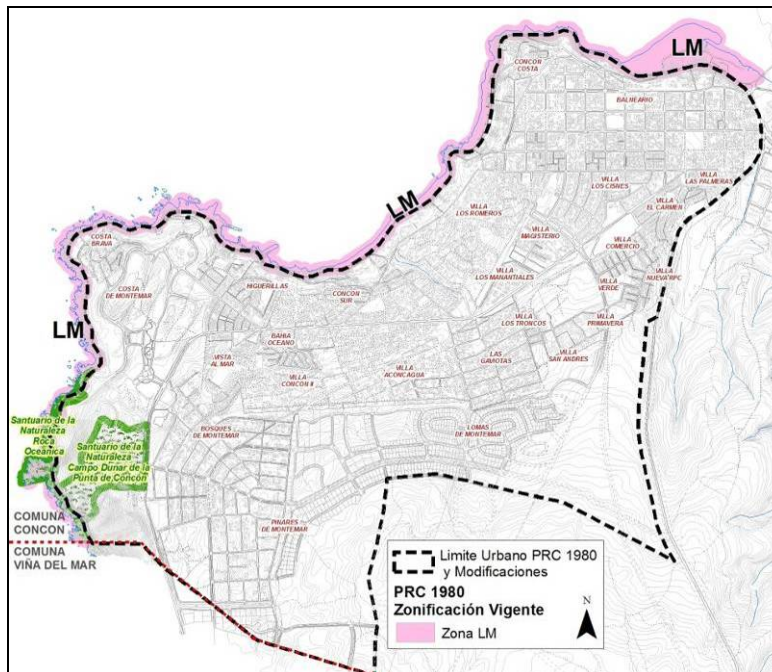 LM
CONCON
COSTA
BALNEARIO
VILLA
LAS PALMERAS
VILLA
LOS CISNES
VILLA
EL CARMEN
VILLA
LOS ROMEROS
LM
VILLA
MAGISTERIO
VILLA
COMERCIO
COSTA
BRAVA
VILLA
LOS MANANTIALES
VILLA
NUEVA RPC
COSTA
DE MONTEMAR
HIGUERILLAS
CONCON
SUR
VILLA
VERDE
LM
VILLA
LOS TRONCOS
VILLA
PRIMAVERA
BAHIA
OCEANO
VISTA
AL MAR
VILLA
CONCON II
VILLA
ACONCAGUA
LAS
GAVIOTAS
VILLA
SAN ANDRES
BOSQUES
DE MONTEMAR
LOMAS
DE MONTEMAR
Santuario de la
Naturaleza
Roca
Oceánica
Santuario de la
Naturaleza
Campo Dunar de la
Punta de Concón
COMUNA
CONCON
COMUNA
VIÑA DEL MAR
PINARES
DE MONTEMAR
Limite Urbano PRC 1980
y Modificaciones
PRC 1980
Zonificación Vigente
Zona LM
N